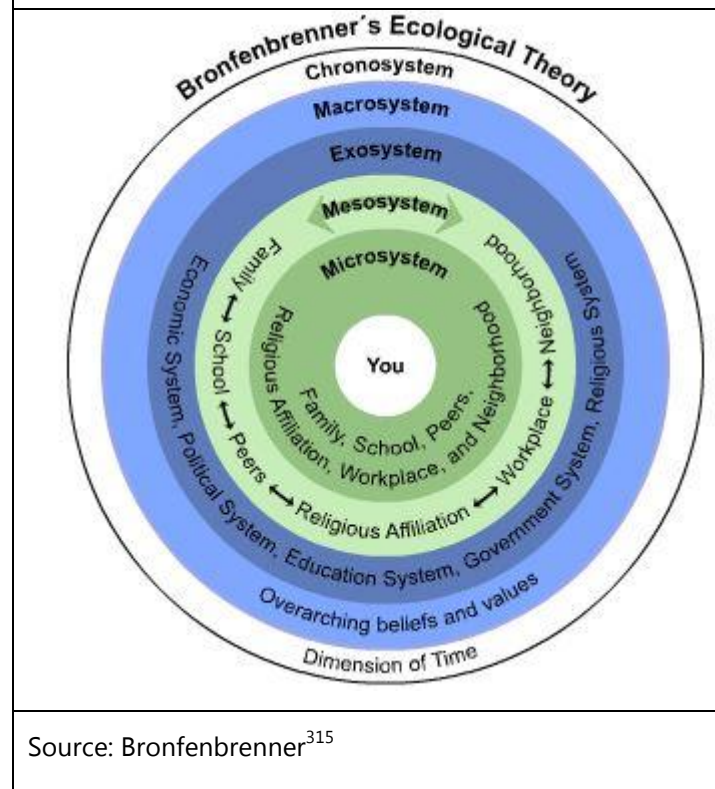 Bronfenbrenner´s Ecological Theory
Chronosystem
Macrosystem
Exosystem
Mesosystem
Microsystem
You
Family, School, Peers,
Religious Affiliation, Workplace, and Neighborhood
Family ↔ School ↔ Peers ↔ Religious Affiliation ↔ Workplace ↔ Neighborhood
Economic System, Political System, Education System, Government System, Religious System
Overarching beliefs and values
Dimension of Time
Source: Bronfenbrenner³¹⁵